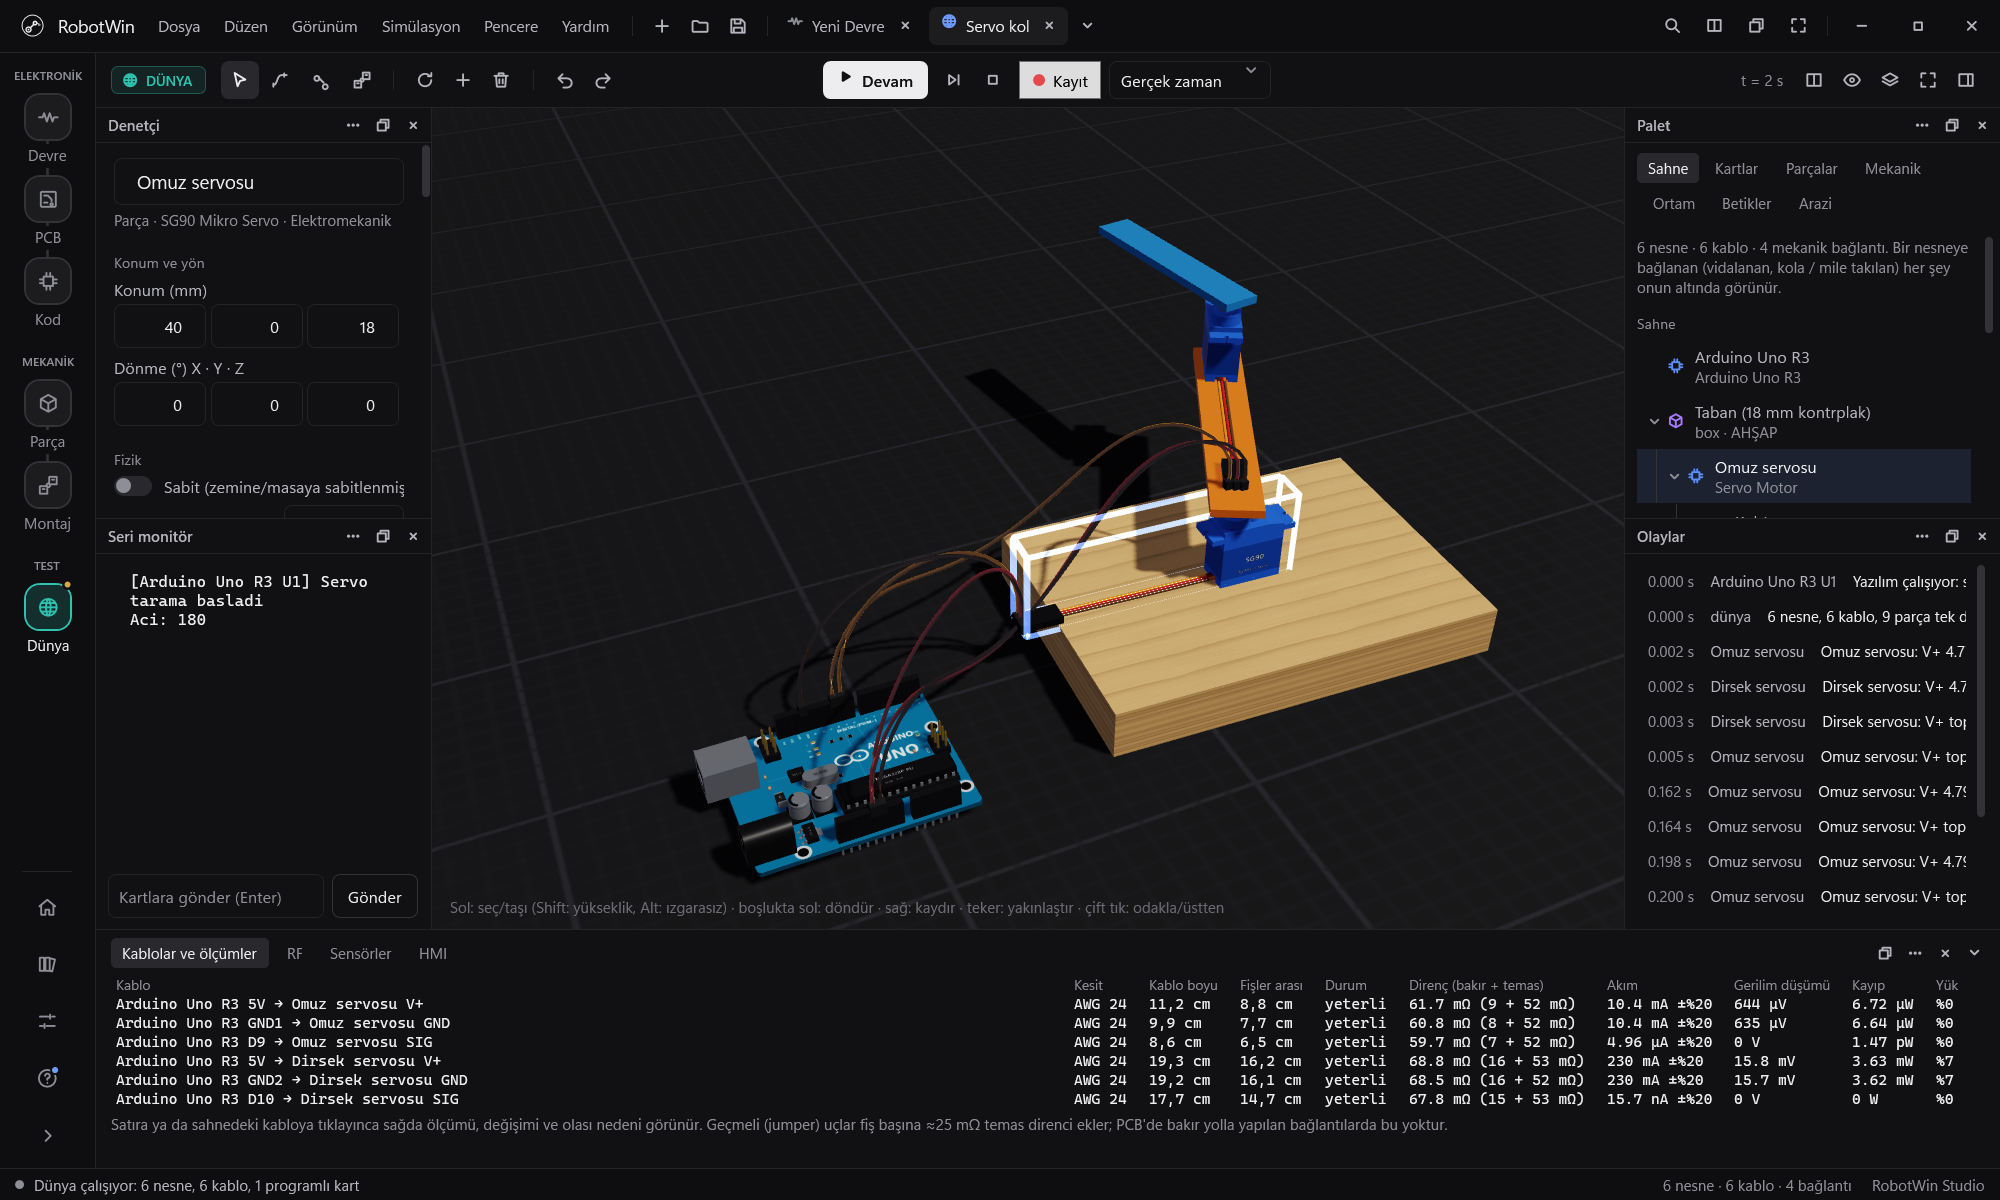 RobotWin Dosya Düzen Görünüm Simülasyon Pencere Yardım Yeni Devre Servo kol
ELEKTRONİK
Devre
PCB
Kod
MEKANİK
Parça
Montaj
TEST
Dünya
DÜNYA Devam Kayıt Gerçek zaman t = 2 s
Denetçi
Omuz servosu
Parça · SG90 Mikro Servo · Elektromekanik
Konum ve yön
Konum (mm)
40 0 18
Dönme (°) X · Y · Z
0 0 0
Fizik
Sabit (zemine/masaya sabitlenmiş
Seri monitör
[Arduino Uno R3 U1] Servo
tarama basladi
Aci: 180
Kartlara gönder (Enter) Gönder
SG90
ARDUINO
UNO
Sol: seç/taşı (Shift: yükseklik, Alt: ızgarasız) · boşlukta sol: döndür · sağ: kaydır · teker: yakınlaştır · çift tık: odakla/üstten
Palet
Sahne Kartlar Parçalar Mekanik
Ortam Betikler Arazi
6 nesne · 6 kablo · 4 mekanik bağlantı. Bir nesneye
bağlanan (vidalanan, kola / mile takılan) her şey
onun altında görünür.
Sahne
Arduino Uno R3
Arduino Uno R3
Taban (18 mm kontrplak)
box · AHŞAP
Omuz servosu
Servo Motor
Olaylar
0.000 s Arduino Uno R3 U1 Yazılım çalışıyor: s
0.000 s dünya 6 nesne, 6 kablo, 9 parça tek d
0.002 s Omuz servosu Omuz servosu: V+ 4.7
0.002 s Dirsek servosu Dirsek servosu: V+ 4.7
0.003 s Dirsek servosu Dirsek servosu: V+ top
0.005 s Omuz servosu Omuz servosu: V+ top
0.162 s Omuz servosu Omuz servosu: V+ 4.79
0.164 s Omuz servosu Omuz servosu: V+ top
0.198 s Omuz servosu Omuz servosu: V+ 4.79
0.200 s Omuz servosu Omuz servosu: V+ top
Kablolar ve ölçümler RF Sensörler HMI
Kablo Kesit Kablo boyu Fişler arası Durum Direnç (bakır + temas) Akım Gerilim düşümü Kayıp Yük
Arduino Uno R3 5V → Omuz servosu V+ AWG 24 11,2 cm 8,8 cm yeterli 61.7 mΩ (9 + 52 mΩ) 10.4 mA ±%20 644 µV 6.72 µW %0
Arduino Uno R3 GND1 → Omuz servosu GND AWG 24 9,9 cm 7,7 cm yeterli 60.8 mΩ (8 + 52 mΩ) 10.4 mA ±%20 635 µV 6.64 µW %0
Arduino Uno R3 D9 → Omuz servosu SIG AWG 24 8,6 cm 6,5 cm yeterli 59.7 mΩ (7 + 52 mΩ) 4.96 µA ±%20 0 V 1.47 pW %0
Arduino Uno R3 5V → Dirsek servosu V+ AWG 24 19,3 cm 16,2 cm yeterli 68.8 mΩ (16 + 53 mΩ) 230 mA ±%20 15.8 mV 3.63 mW %7
Arduino Uno R3 GND2 → Dirsek servosu GND AWG 24 19,2 cm 16,1 cm yeterli 68.5 mΩ (16 + 52 mΩ) 230 mA ±%20 15.7 mV 3.62 mW %7
Arduino Uno R3 D10 → Dirsek servosu SIG AWG 24 17,7 cm 14,7 cm yeterli 67.8 mΩ (15 + 53 mΩ) 15.7 nA ±%20 0 V 0 W %0
Satıra ya da sahnedeki kabloya tıklayınca sağda ölçümü, değişimi ve olası nedeni görünür. Geçmeli (jumper) uçlar fiş başına ≈25 mΩ temas direnci ekler; PCB'de bakır yolla yapılan bağlantılarda bu yoktur.
Dünya çalışıyor: 6 nesne, 6 kablo, 1 programlı kart 6 nesne · 6 kablo · 4 bağlantı RobotWin Studio